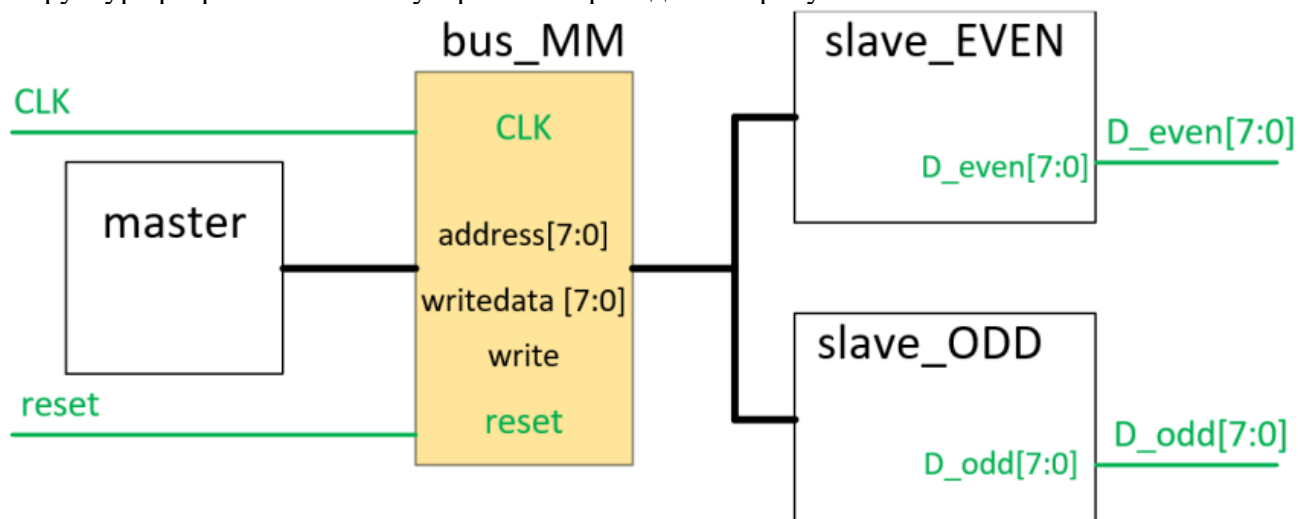 bus_MM
slave_EVEN
CLK
CLK
D_even[7:0]
D_even[7:0]
master
address[7:0]
writedata [7:0]
write
slave_ODD
reset
reset
D_odd[7:0]
D_odd[7:0]